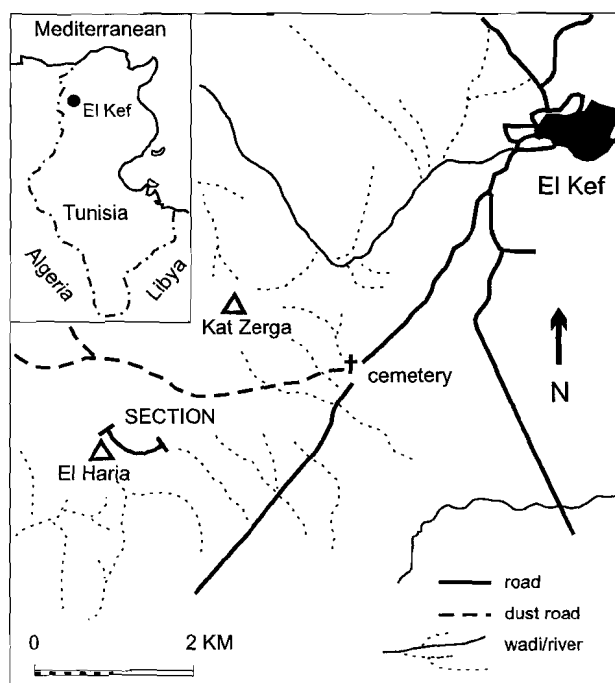 Mediterranean
El Kef
Tunisia
Algeria
Libya
El Kef
Kat Zerga
cemetery
N
SECTION
El Haria
road
dust road
wadi/river
0 2 KM